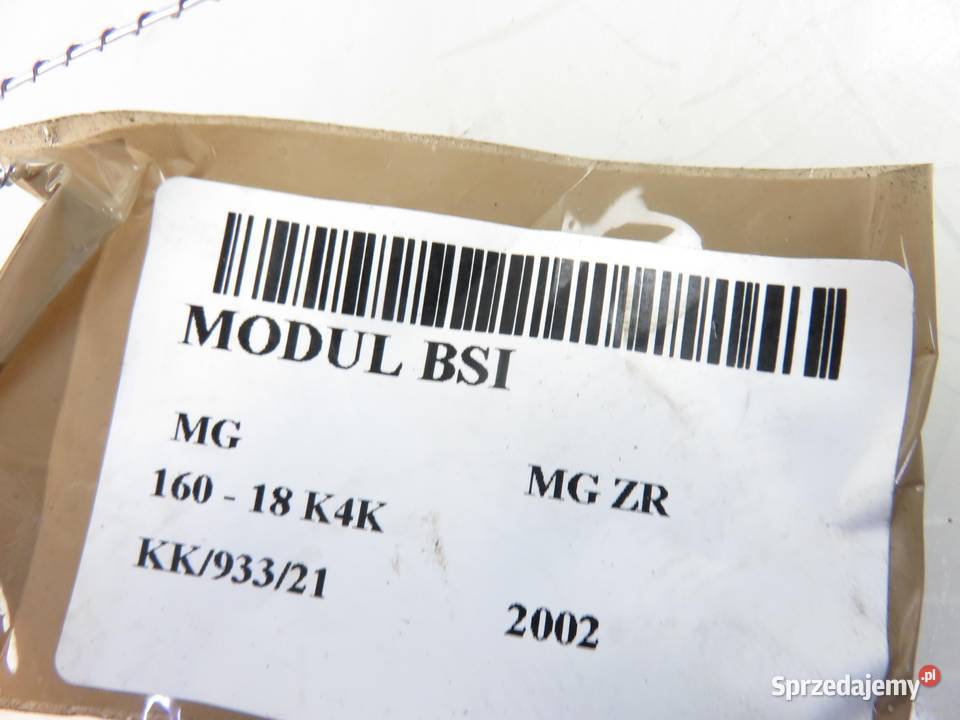 MODUL BSI
MG
MG ZR
160 - 18 K4K
KK/933/21
2002
Sprzedajemy.pl